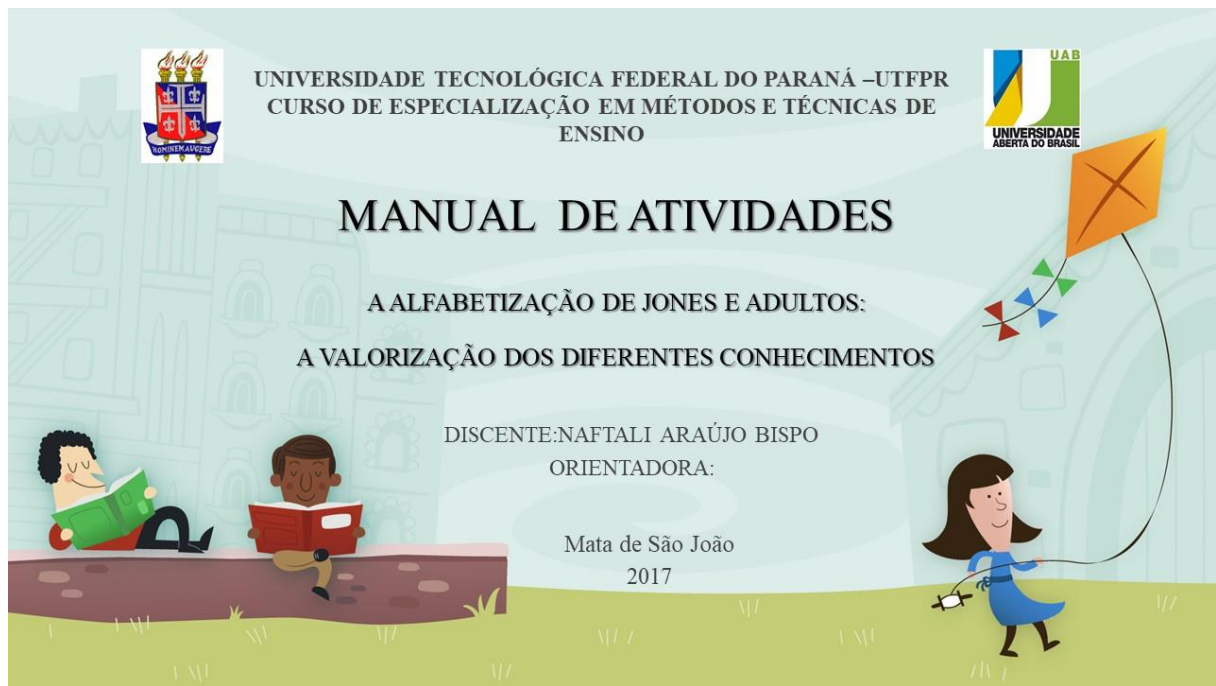 UNIVERSIDADE TECNOLÓGICA FEDERAL DO PARANÁ –UTFPR
CURSO DE ESPECIALIZAÇÃO EM MÉTODOS E TÉCNICAS DE
ENSINO
HOMINEM AUGERE
UAB
UNIVERSIDADE
ABERTA DO BRASIL
MANUAL DE ATIVIDADES
A ALFABETIZAÇÃO DE JONES E ADULTOS:
A VALORIZAÇÃO DOS DIFERENTES CONHECIMENTOS
DISCENTE:NAFTALI ARAÚJO BISPO
ORIENTADORA:
Mata de São João
2017